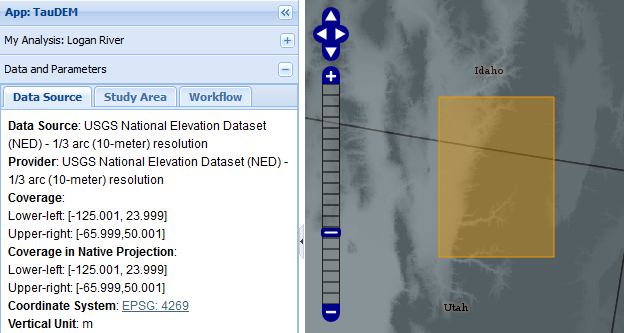 App: TauDEM
My Analysis: Logan River
Data and Parameters
Data Source Study Area Workflow
Data Source: USGS National Elevation Dataset
(NED) - 1/3 arc (10-meter) resolution
Provider: USGS National Elevation Dataset (NED) -
1/3 arc (10-meter) resolution
Coverage:
Lower-left: [-125.001, 23.999]
Upper-right: [-65.999,50.001]
Coverage in Native Projection:
Lower-left: [-125.001, 23.999]
Upper-right: [-65.999,50.001]
Coordinate System: EPSG: 4269
Vertical Unit: m
Idaho
Utah